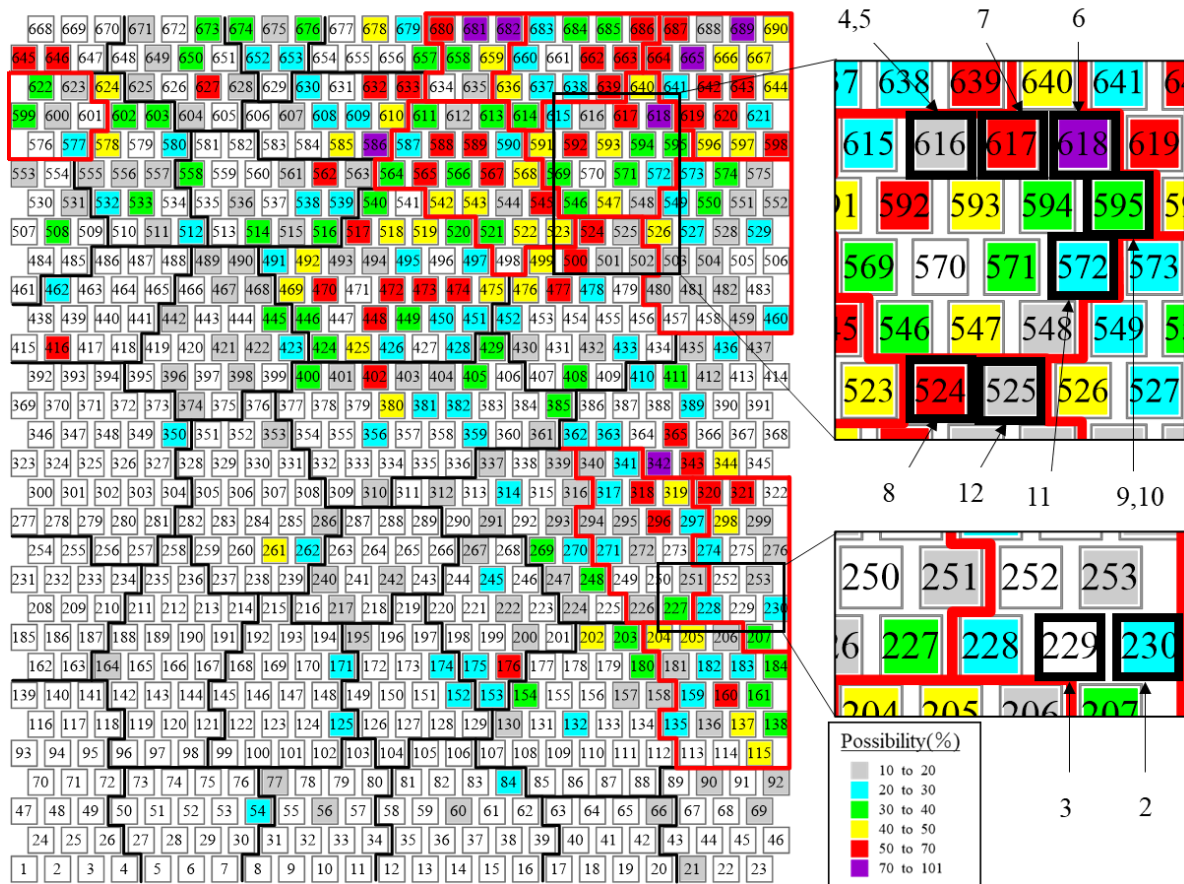 668 669 670 671 672 673 674 675 676 677 678 679 680 681 682 683 684 685 686 687 688 689 690
645 646 647 648 649 650 651 652 653 654 655 656 657 658 659 660 661 662 663 664 665 666 667
622 623 624 625 626 627 628 629 630 631 632 633 634 635 636 637 638 639 640 641 642 643 644
599 600 601 602 603 604 605 606 607 608 609 610 611 612 613 614 615 616 617 618 619 620 621
576 577 578 579 580 581 582 583 584 585 586 587 588 589 590 591 592 593 594 595 596 597 598
553 554 555 556 557 558 559 560 561 562 563 564 565 566 567 568 569 570 571 572 573 574 575
530 531 532 533 534 535 536 537 538 539 540 541 542 543 544 545 546 547 548 549 550 551 552
507 508 509 510 511 512 513 514 515 516 517 518 519 520 521 522 523 524 525 526 527 528 529
484 485 486 487 488 489 490 491 492 493 494 495 496 497 498 499 500 501 502 503 504 505 506
461 462 463 464 465 466 467 468 469 470 471 472 473 474 475 476 477 478 479 480 481 482 483
438 439 440 441 442 443 444 445 446 447 448 449 450 451 452 453 454 455 456 457 458 459 460
415 416 417 418 419 420 421 422 423 424 425 426 427 428 429 430 431 432 433 434 435 436 437
392 393 394 395 396 397 398 399 400 401 402 403 404 405 406 407 408 409 410 411 412 413 414
369 370 371 372 373 374 375 376 377 378 379 380 381 382 383 384 385 386 387 388 389 390 391
346 347 348 349 350 351 352 353 354 355 356 357 358 359 360 361 362 363 364 365 366 367 368
323 324 325 326 327 328 329 330 331 332 333 334 335 336 337 338 339 340 341 342 343 344 345
300 301 302 303 304 305 306 307 308 309 310 311 312 313 314 315 316 317 318 319 320 321 322
277 278 279 280 281 282 283 284 285 286 287 288 289 290 291 292 293 294 295 296 297 298 299
254 255 256 257 258 259 260 261 262 263 264 265 266 267 268 269 270 271 272 273 274 275 276
231 232 233 234 235 236 237 238 239 240 241 242 243 244 245 246 247 248 249 250 251 252 253
208 209 210 211 212 213 214 215 216 217 218 219 220 221 222 223 224 225 226 227 228 229 230
185 186 187 188 189 190 191 192 193 194 195 196 197 198 199 200 201 202 203 204 205 206 207
162 163 164 165 166 167 168 169 170 171 172 173 174 175 176 177 178 179 180 181 182 183 184
139 140 141 142 143 144 145 146 147 148 149 150 151 152 153 154 155 156 157 158 159 160 161
116 117 118 119 120 121 122 123 124 125 126 127 128 129 130 131 132 133 134 135 136 137 138
93 94 95 96 97 98 99 100 101 102 103 104 105 106 107 108 109 110 111 112 113 114 115
70 71 72 73 74 75 76 77 78 79 80 81 82 83 84 85 86 87 88 89 90 91 92
47 48 49 50 51 52 53 54 55 56 57 58 59 60 61 62 63 64 65 66 67 68 69
24 25 26 27 28 29 30 31 32 33 34 35 36 37 38 39 40 41 42 43 44 45 46
1 2 3 4 5 6 7 8 9 10 11 12 13 14 15 16 17 18 19 20 21 22 23
4,5 7 6
37 638 639 640 641 64
615 616 617 618 619
91 592 593 594 595 59
569 570 571 572 573
45 546 547 548 549 55
523 524 525 526 527
8 12 11 9,10
250 251 252 253
26 227 228 229 230
204 205 206 207
3 2
Possibility(%)
10 to 20
20 to 30
30 to 40
40 to 50
50 to 70
70 to 101